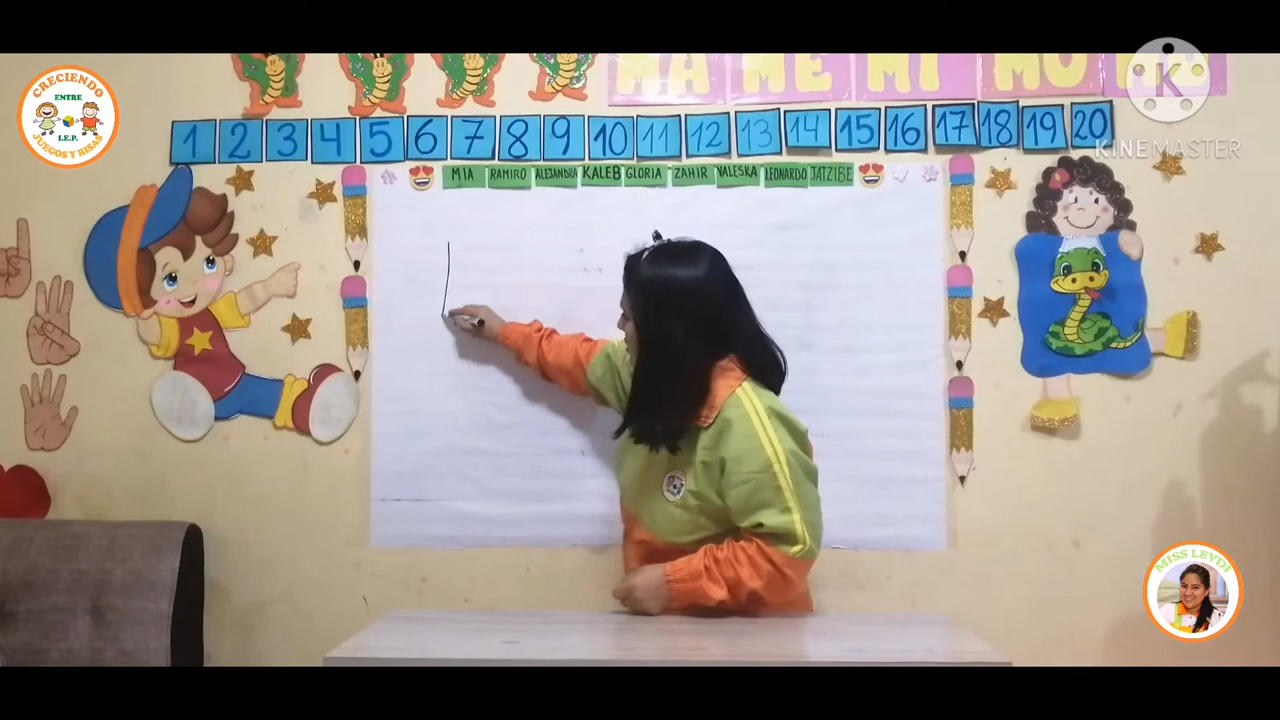 CRECIENDO
ENTRE
I.E.P.
JUEGOS Y RISAS
MA ME MI MO
K
KINEMASTER
1 2 3 4 5 6 7 8 9 10 11 12 13 14 15 16 17 18 19 20
MIA RAMIRO ALEJANDRA KALEB GLORIA ZAHIR VALESKA LEONARDO JATZIBE
MISS LEYDI